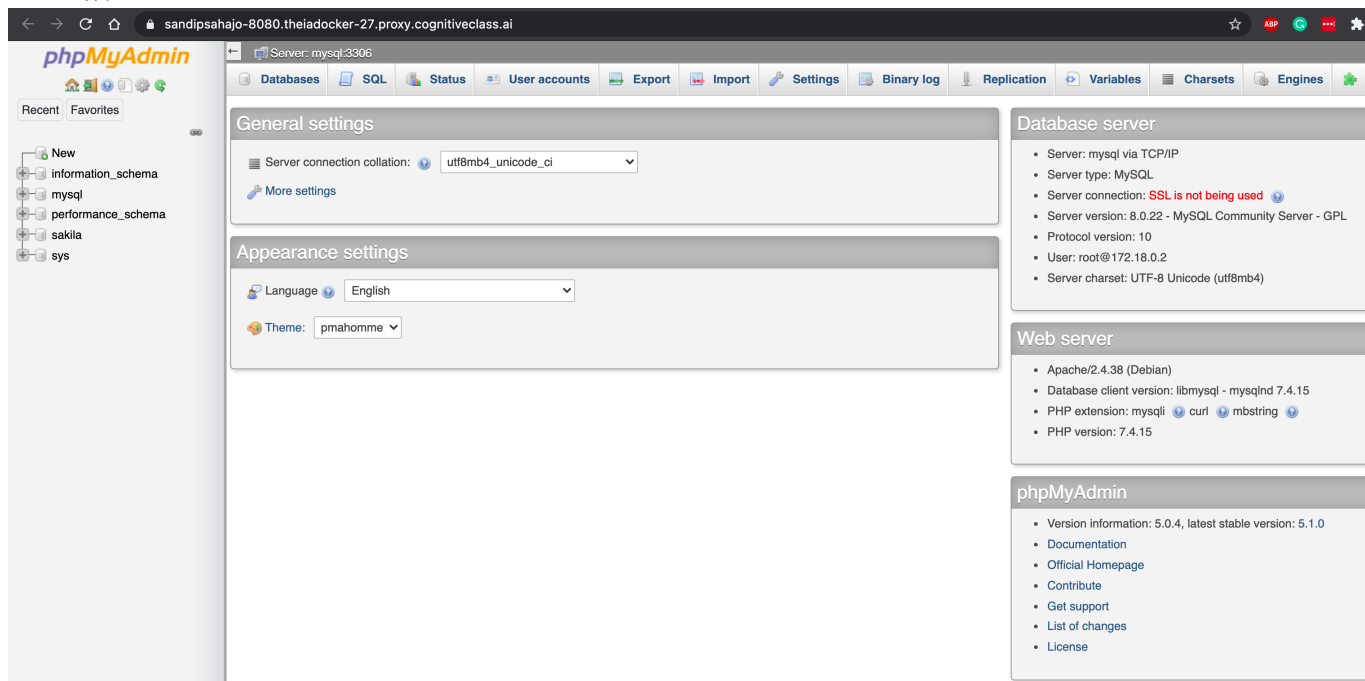 sandipsahajo-8080.theiadocker-27.proxy.cognitiveclass.ai
ABP
G
phpMyAdmin
Recent Favorites
New
information_schema
mysql
performance_schema
sakila
sys
Server: mysql:3306
Databases SQL Status User accounts Export Import Settings Binary log Replication Variables Charsets Engines
General settings
Server connection collation: utf8mb4_unicode_ci
More settings
Appearance settings
Language English
Theme: pmahomme
Database server
Server: mysql via TCP/IP
Server type: MySQL
Server connection: SSL is not being used
Server version: 8.0.22 - MySQL Community Server - GPL
Protocol version: 10
User: root@172.18.0.2
Server charset: UTF-8 Unicode (utf8mb4)
Web server
Apache/2.4.38 (Debian)
Database client version: libmysql - mysqlnd 7.4.15
PHP extension: mysqli curl mbstring
PHP version: 7.4.15
phpMyAdmin
Version information: 5.0.4, latest stable version: 5.1.0
Documentation
Official Homepage
Contribute
Get support
List of changes
License